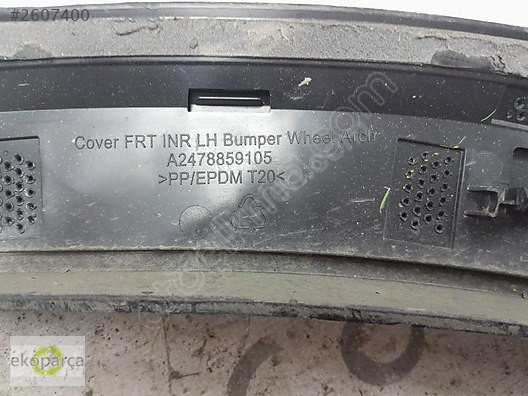 #2607400
Cover FRT INR LH Bumper Wheel Arch
A2478859105
>PP/EPDM T20<
ekoparça